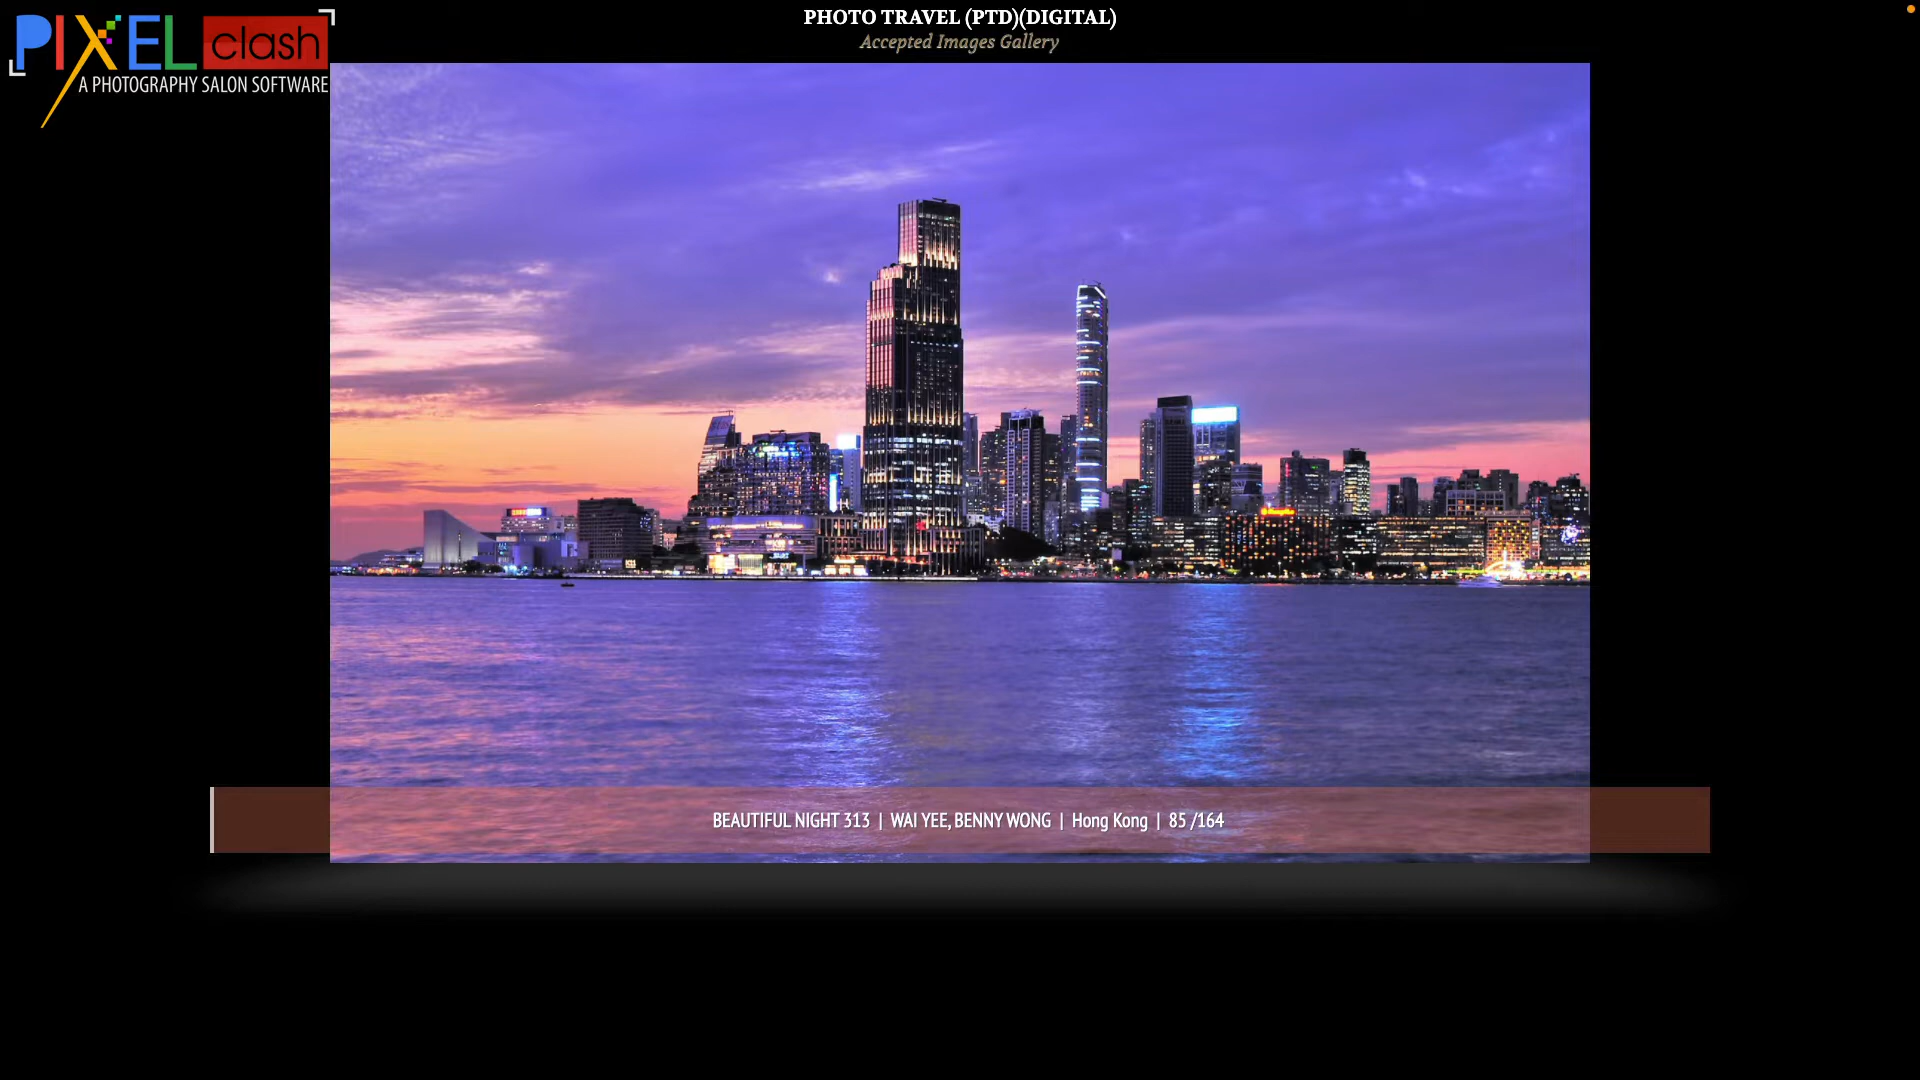 PIXEL clash
A PHOTOGRAPHY SALON SOFTWARE
PHOTO TRAVEL (PTD)(DIGITAL)
Accepted Images Gallery
BEAUTIFUL NIGHT 313 | WAI YEE, BENNY WONG | Hong Kong | 85 /164